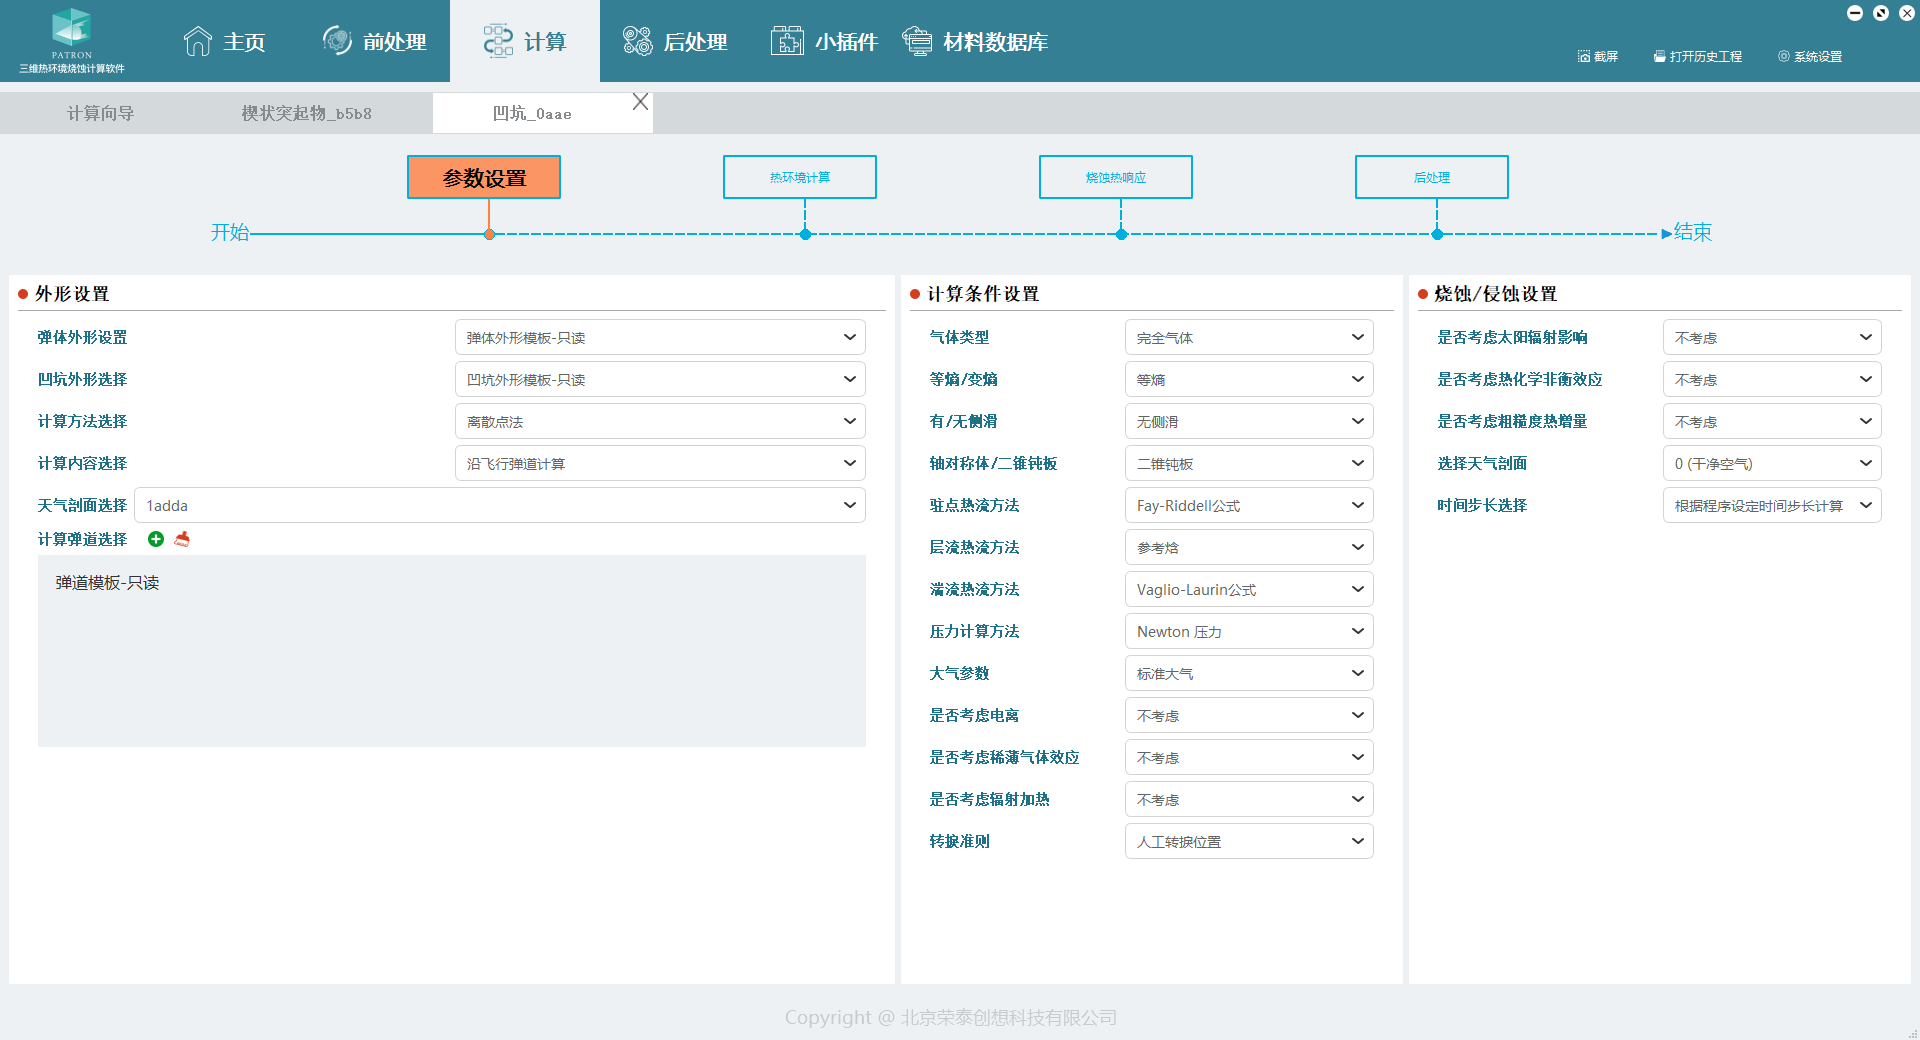 PATRON
三维热环境烧蚀计算软件
主页
前处理
计算
后处理
小插件
材料数据库
截屏
打开历史工程
系统设置
计算向导
楔状突起物_b5b8
凹坑_0aae
参数设置
热环境计算
烧蚀热响应
后处理
开始
结束
外形设置
弹体外形设置
弹体外形模板-只读
凹坑外形选择
凹坑外形模板-只读
计算方法选择
离散点法
计算内容选择
沿飞行弹道计算
天气剖面选择
1adda
计算弹道选择
弹道模板-只读
计算条件设置
气体类型
完全气体
等熵/变熵
等熵
有/无侧滑
无侧滑
轴对称体/二锥钝板
二锥钝板
驻点热流方法
Fay-Riddell公式
层流热流方法
参考焓
湍流热流方法
Vaglio-Laurin公式
压力计算方法
Newton 压力
大气参数
标准大气
是否考虑电离
不考虑
是否考虑稀薄气体效应
不考虑
是否考虑辐射加热
不考虑
转捩准则
人工转捩位置
烧蚀/侵蚀设置
是否考虑太阳辐射影响
不考虑
是否考虑热化学非衡效应
不考虑
是否考虑粗糙度热增量
不考虑
选择天气剖面
0 (干净空气)
时间步长选择
根据程序设定时间步长计算
Copyright @ 北京荣泰创想科技有限公司